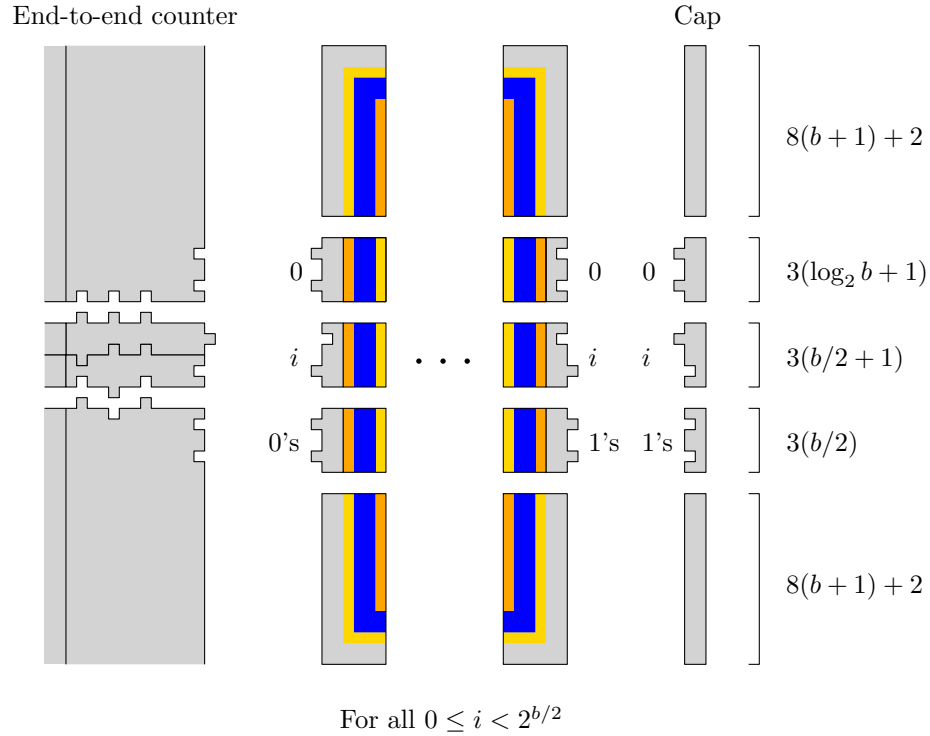 End-to-end counter Cap
8(b + 1) + 2
0 0 0 3(log₂ b + 1)
i . . . i i 3(b/2 + 1)
0's 1's 1's 3(b/2)
8(b + 1) + 2
For all 0 ≤ i < 2^{b/2}